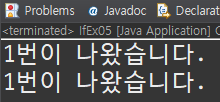 Problems @ Javadoc Declarat
<terminated> IfEx05 [Java Application] C
1번이 나왔습니다.
1번이 나왔습니다.